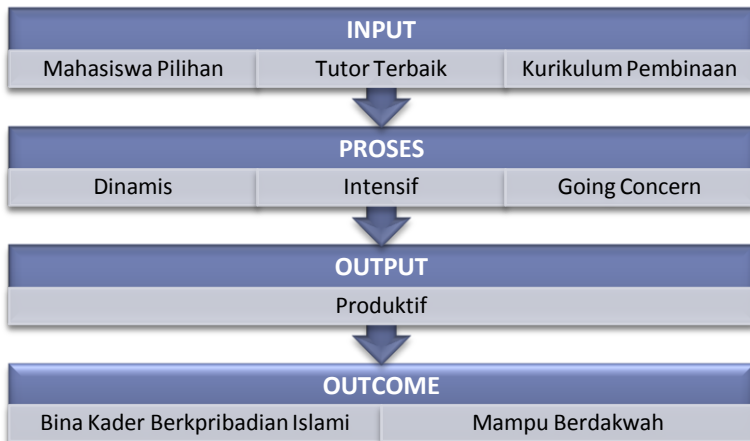 INPUT
Mahasiswa Pilihan Tutor Terbaik Kurikulum Pembinaan
PROSES
Dinamis Intensif Going Concern
OUTPUT
Produktif
OUTCOME
Bina Kader Berkpribadian Islami Mampu Berdakwah